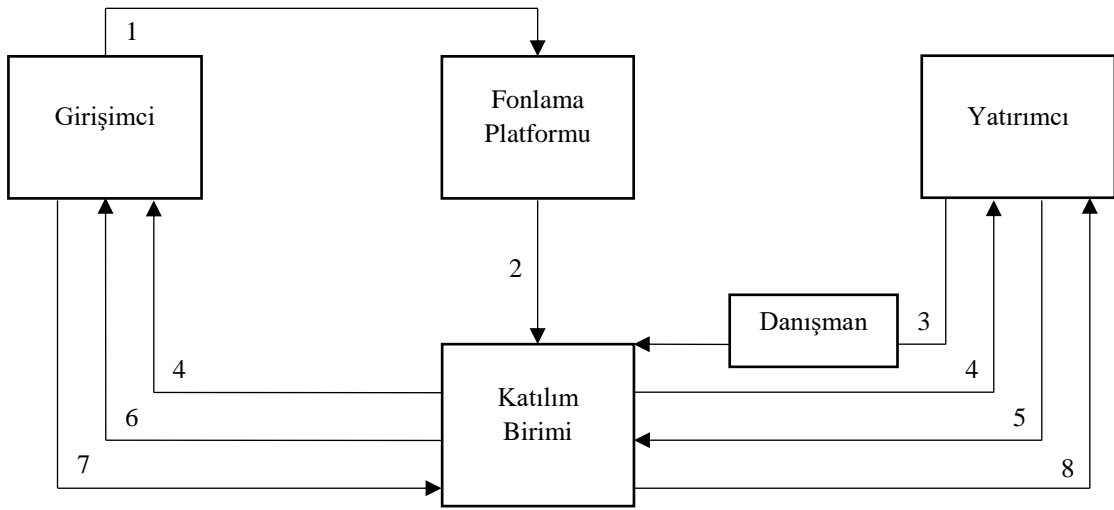 1
Girişimci
Fonlama
Platformu
Yatırımcı
2
Danışman
3
4
Katılım
Birimi
4
6
5
7
8